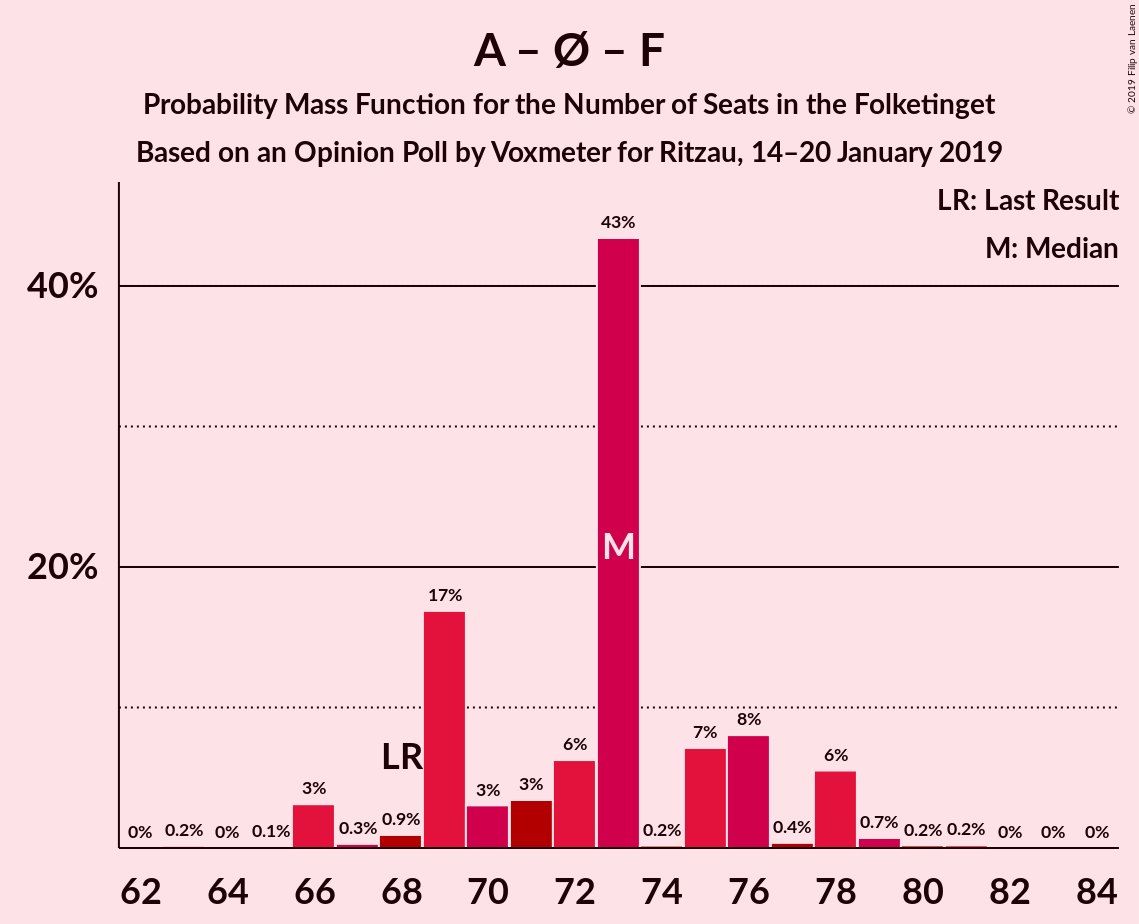 A – Ø – F
Probability Mass Function for the Number of Seats in the Folketinget
Based on an Opinion Poll by Voxmeter for Ritzau, 14–20 January 2019
© 2019 Filip van Laenen
LR: Last Result
M: Median
40%
20%
0%
0.2%
0%
0.1%
3%
0.3%
0.9%
LR
17%
3%
3%
6%
43%
M
0.2%
7%
8%
0.4%
6%
0.7%
0.2%
0.2%
0%
0%
0%
62 64 66 68 70 72 74 76 78 80 82 84